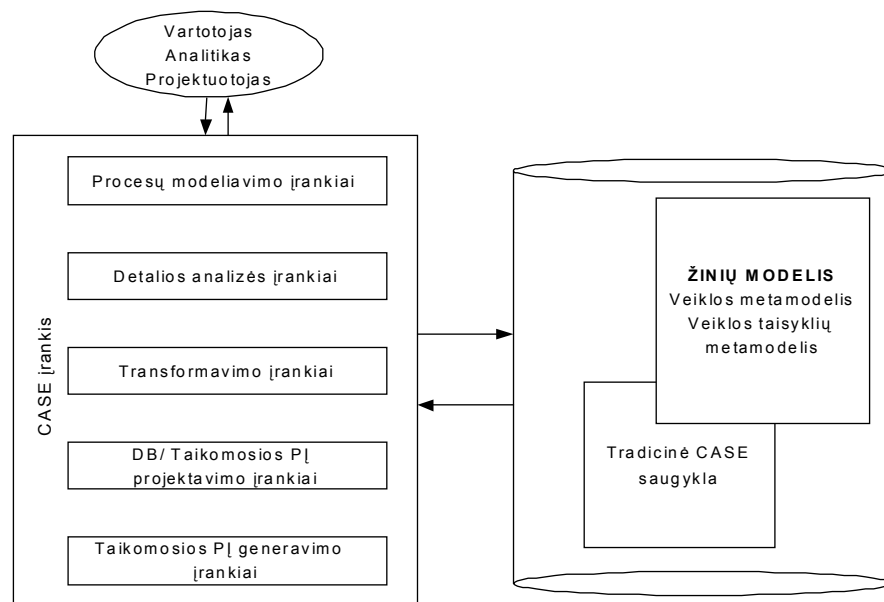 Vartotojas
Analitikas
Projektuotojas
CASE įrankis
Procesų modeliavimo įrankiai
Detalios analizės įrankiai
Transformavimo įrankiai
DB/ Taikomosios PĮ
projektavimo įrankiai
Taikomosios PĮ generavimo
įrankiai
ŽINIŲ MODELIS
Veiklos metamodelis
Veiklos taisyklių
metamodelis
Tradicinė CASE
saugykla